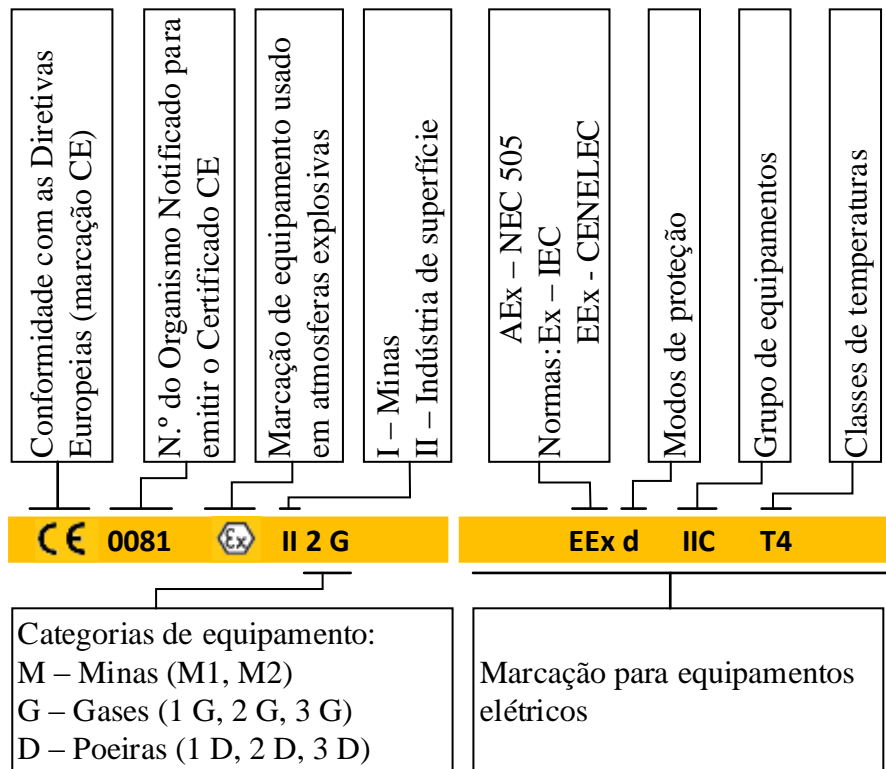 Conformidade com as Diretivas
Europeias (marcação CE)
N.º do Organismo Notificado para
emitir o Certificado CE
Marcação de equipamento usado
em atmosferas explosivas
I – Minas
II – Indústria de superfície
AEx – NEC 505
Normas: Ex – IEC
EEx - CENELEC
Modos de proteção
Grupo de equipamentos
Classes de temperaturas
CE 0081 Ex II 2 G EEx d IIC T4
Categorias de equipamento:
M – Minas (M1, M2)
G – Gases (1 G, 2 G, 3 G)
D – Poeiras (1 D, 2 D, 3 D)
Marcação para equipamentos
elétricos